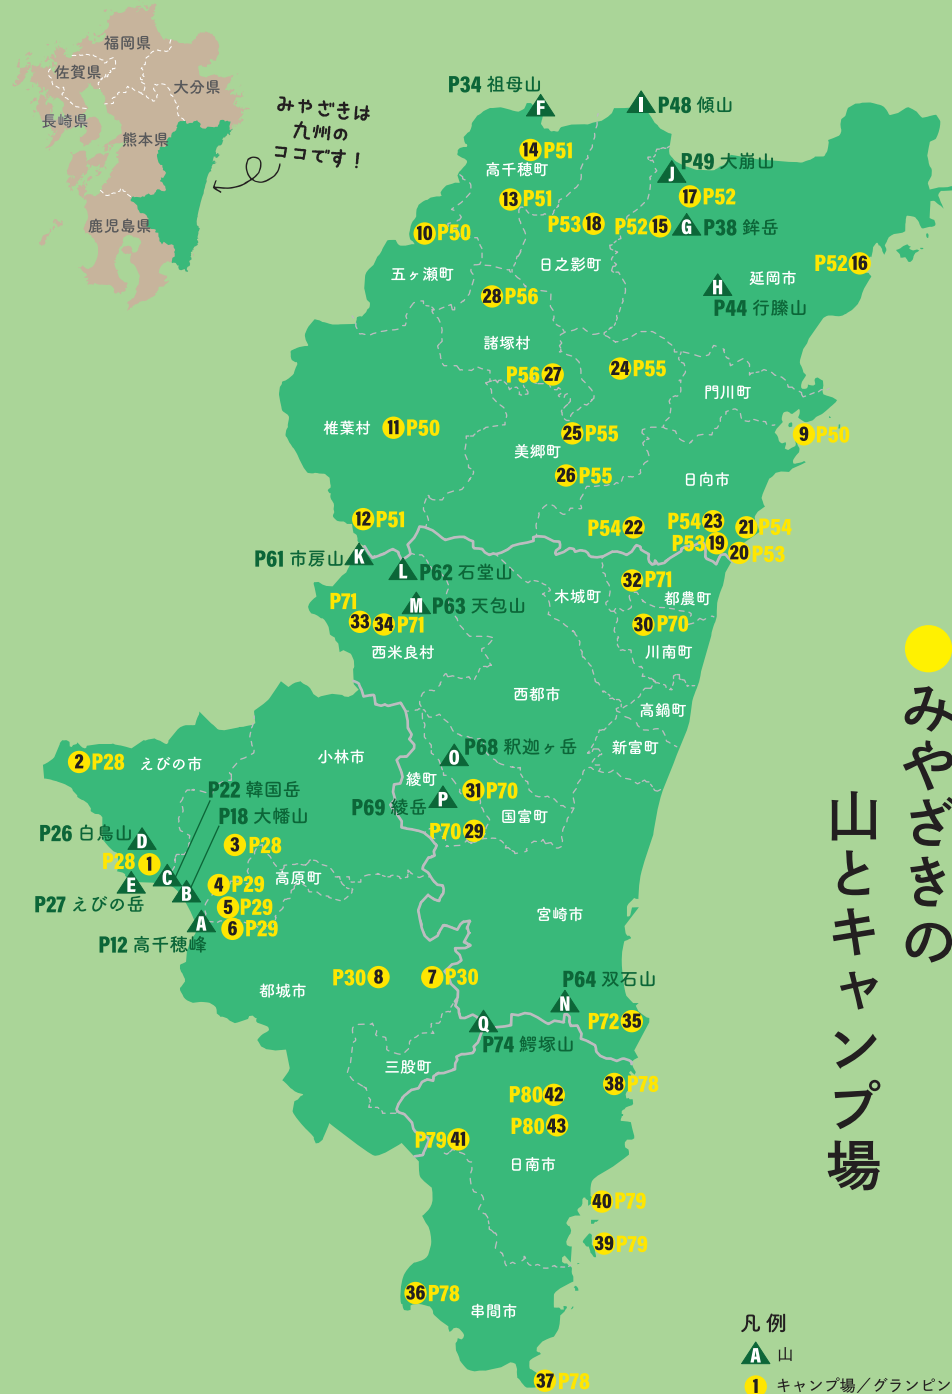 福岡県
佐賀県
大分県
長崎県
熊本県
鹿児島県
みやざきは
九州の
ココです！
みやざきの
山とキャンプ場
P34 祖母山
F
I
P48 傾山
14 P51
高千穂町
J
P49 大崩山
13 P51
17 P52
10 P50
P53 18
P52 15
G
P38 鉾岳
五ヶ瀬町
日之影町
P52 16
延岡市
H
P44 行縢山
28 P56
諸塚村
P56 27
24 P55
門川町
椎葉村
11 P50
25 P55
9 P50
美郷町
26 P55
日向市
12 P51
P54 22
P54 23
21 P54
P53 19
20 P53
P61 市房山
K
L
P62 石堂山
32 P71
木城町
都農町
M
P63 天包山
P71
33
34 P71
30 P70
西米良村
川南町
西都市
高鍋町
新富町
2 P28
えびの市
小林市
O
P68 釈迦ヶ岳
綾町
P22 韓国岳
31 P70
P
P69 綾岳
国富町
P18 大幡山
P70 29
P26 白鳥山
D
3 P28
P28 1
C
高原町
E
B
4 P29
P27 えびの岳
5 P29
A
6 P29
宮崎市
P12 高千穂峰
P30 8
7 P30
都城市
P64 双石山
N
Q
P72 35
P74 鰐塚山
三股町
38 P78
P80 42
P80 43
P79 41
日南市
40 P79
39 P79
36 P78
串間市
37 P78
凡例
A 山
1 キャンプ場／グランピン